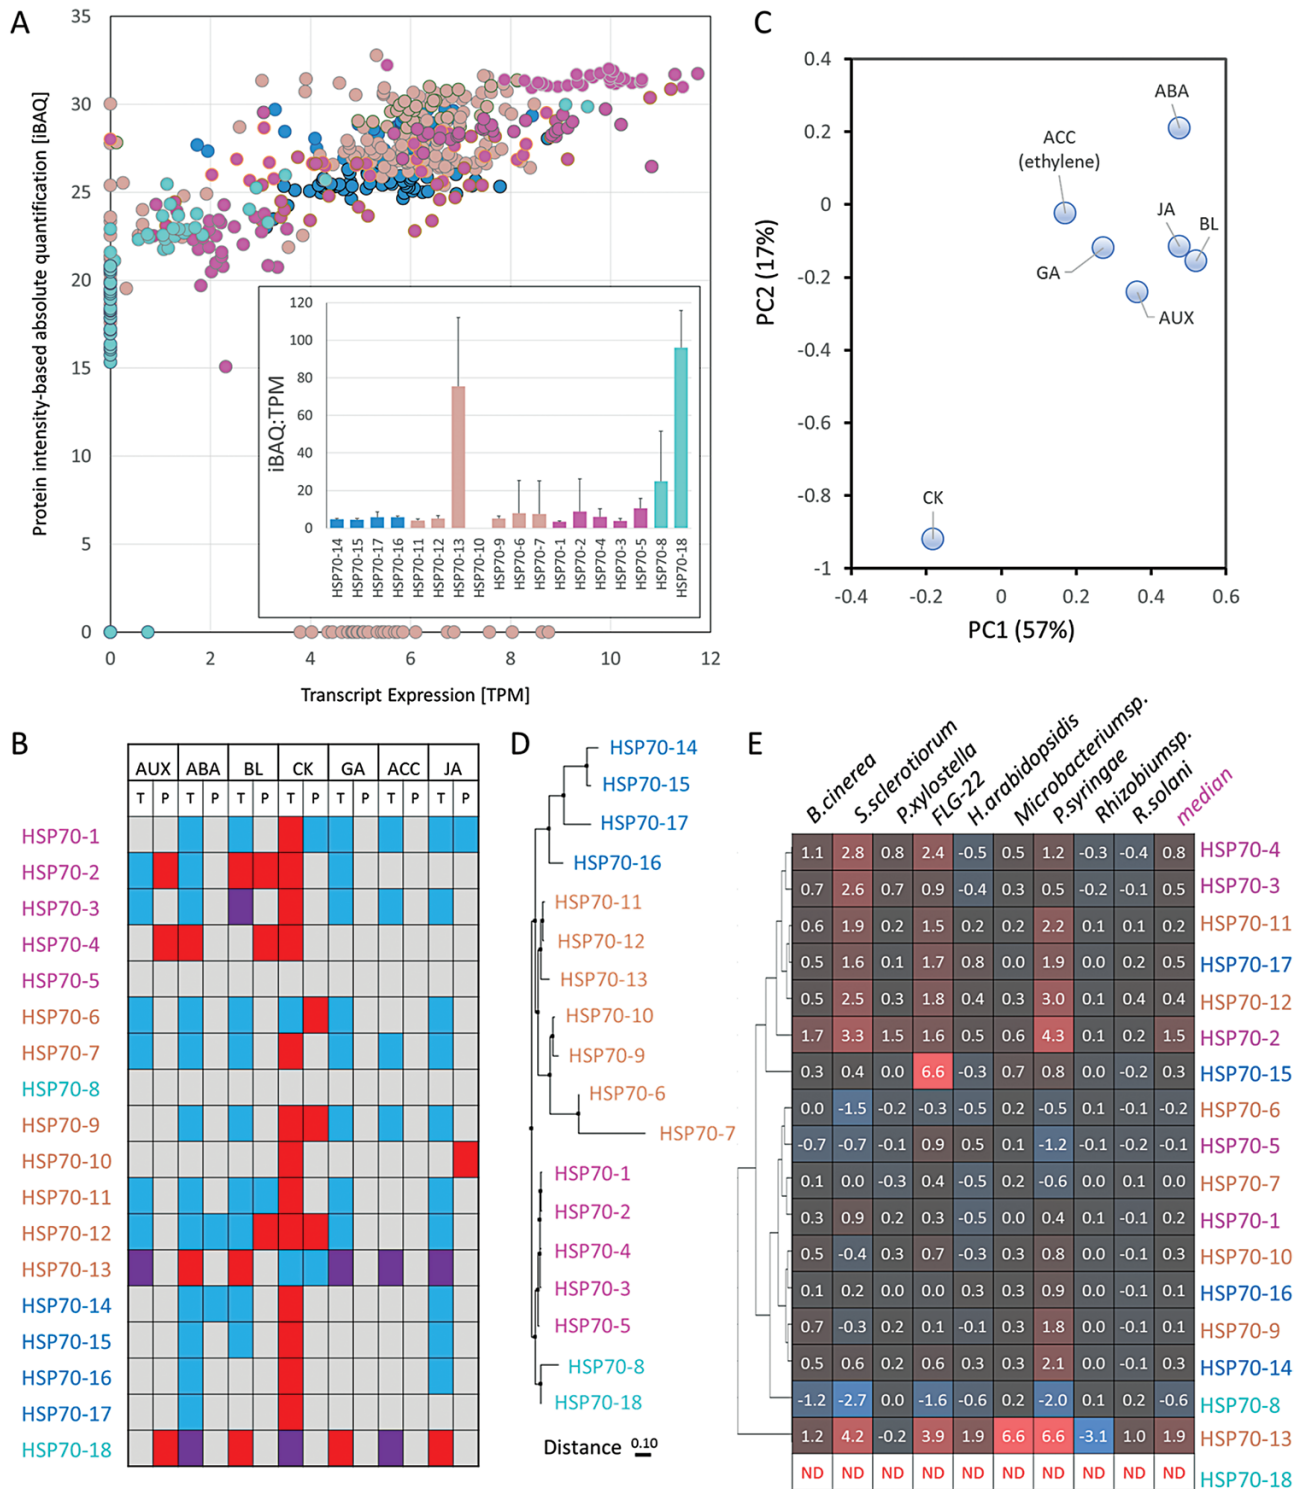 A
Protein intensity-based absolute quantification [iBAQ]
35
30
25
20
15
10
5
0
0 2 4 6 8 10 12
Transcript Expression [TPM]
iBAQ:TPM
120
100
80
60
40
20
0
HSP70-14
HSP70-15
HSP70-17
HSP70-16
HSP70-11
HSP70-12
HSP70-13
HSP70-10
HSP70-9
HSP70-6
HSP70-7
HSP70-1
HSP70-2
HSP70-4
HSP70-3
HSP70-5
HSP70-8
HSP70-18
C
PC2 (17%)
0.4
0.2
0
-0.2
-0.4
-0.6
-0.8
-1
ABA
ACC
(ethylene)
JA
BL
GA
AUX
CK
-0.4 -0.2 0 0.2 0.4 0.6
PC1 (57%)
B
AUX ABA BL CK GA ACC JA
T P T P T P T P T P T P T P
HSP70-1
HSP70-2
HSP70-3
HSP70-4
HSP70-5
HSP70-6
HSP70-7
HSP70-8
HSP70-9
HSP70-10
HSP70-11
HSP70-12
HSP70-13
HSP70-14
HSP70-15
HSP70-16
HSP70-17
HSP70-18
D
HSP70-14
HSP70-15
HSP70-17
HSP70-16
HSP70-11
HSP70-12
HSP70-13
HSP70-10
HSP70-9
HSP70-6
HSP70-7
HSP70-1
HSP70-2
HSP70-4
HSP70-3
HSP70-5
HSP70-8
HSP70-18
Distance 0.10
E
B.cinerea
S.sclerotiorum
P.xylostella
FLG-22
H.arabidopsidis
Microbacteriumsp.
P.syringae
Rhizobiumsp.
R.solani
median
1.1 2.8 0.8 2.4 -0.5 0.5 1.2 -0.3 -0.4 0.8 HSP70-4
0.7 2.6 0.7 0.9 -0.4 0.3 0.5 -0.2 -0.1 0.5 HSP70-3
0.6 1.9 0.2 1.5 0.2 0.2 2.2 0.1 0.1 0.2 HSP70-11
0.5 1.6 0.1 1.7 0.8 0.0 1.9 0.0 0.2 0.5 HSP70-17
0.5 2.5 0.3 1.8 0.4 0.3 3.0 0.1 0.4 0.4 HSP70-12
1.7 3.3 1.5 1.6 0.5 0.6 4.3 0.1 0.2 1.5 HSP70-2
0.3 0.4 0.0 6.6 -0.3 0.7 0.8 0.0 -0.2 0.3 HSP70-15
0.0 -1.5 -0.2 -0.3 -0.5 0.2 -0.5 0.1 -0.1 -0.2 HSP70-6
-0.7 -0.7 -0.1 0.9 0.5 0.1 -1.2 -0.1 -0.2 -0.1 HSP70-5
0.1 0.0 -0.3 0.4 -0.5 0.2 -0.6 0.0 0.1 0.0 HSP70-7
0.3 0.9 0.2 0.3 -0.5 0.0 0.4 0.1 -0.1 0.2 HSP70-1
0.5 -0.4 0.3 0.7 -0.3 0.3 0.8 0.0 -0.1 0.3 HSP70-10
0.1 0.2 0.0 0.0 0.3 0.3 0.9 0.0 -0.1 0.1 HSP70-16
0.7 -0.3 0.2 0.1 -0.1 0.3 1.8 0.0 -0.1 0.1 HSP70-9
0.5 0.6 0.2 0.6 0.3 0.3 2.1 0.0 -0.1 0.3 HSP70-14
-1.2 -2.7 0.0 -1.6 -0.6 0.2 -2.0 0.1 0.2 -0.6 HSP70-8
1.2 4.2 -0.2 3.9 1.9 6.6 6.6 -3.1 1.0 1.9 HSP70-13
ND ND ND ND ND ND ND ND ND ND HSP70-18